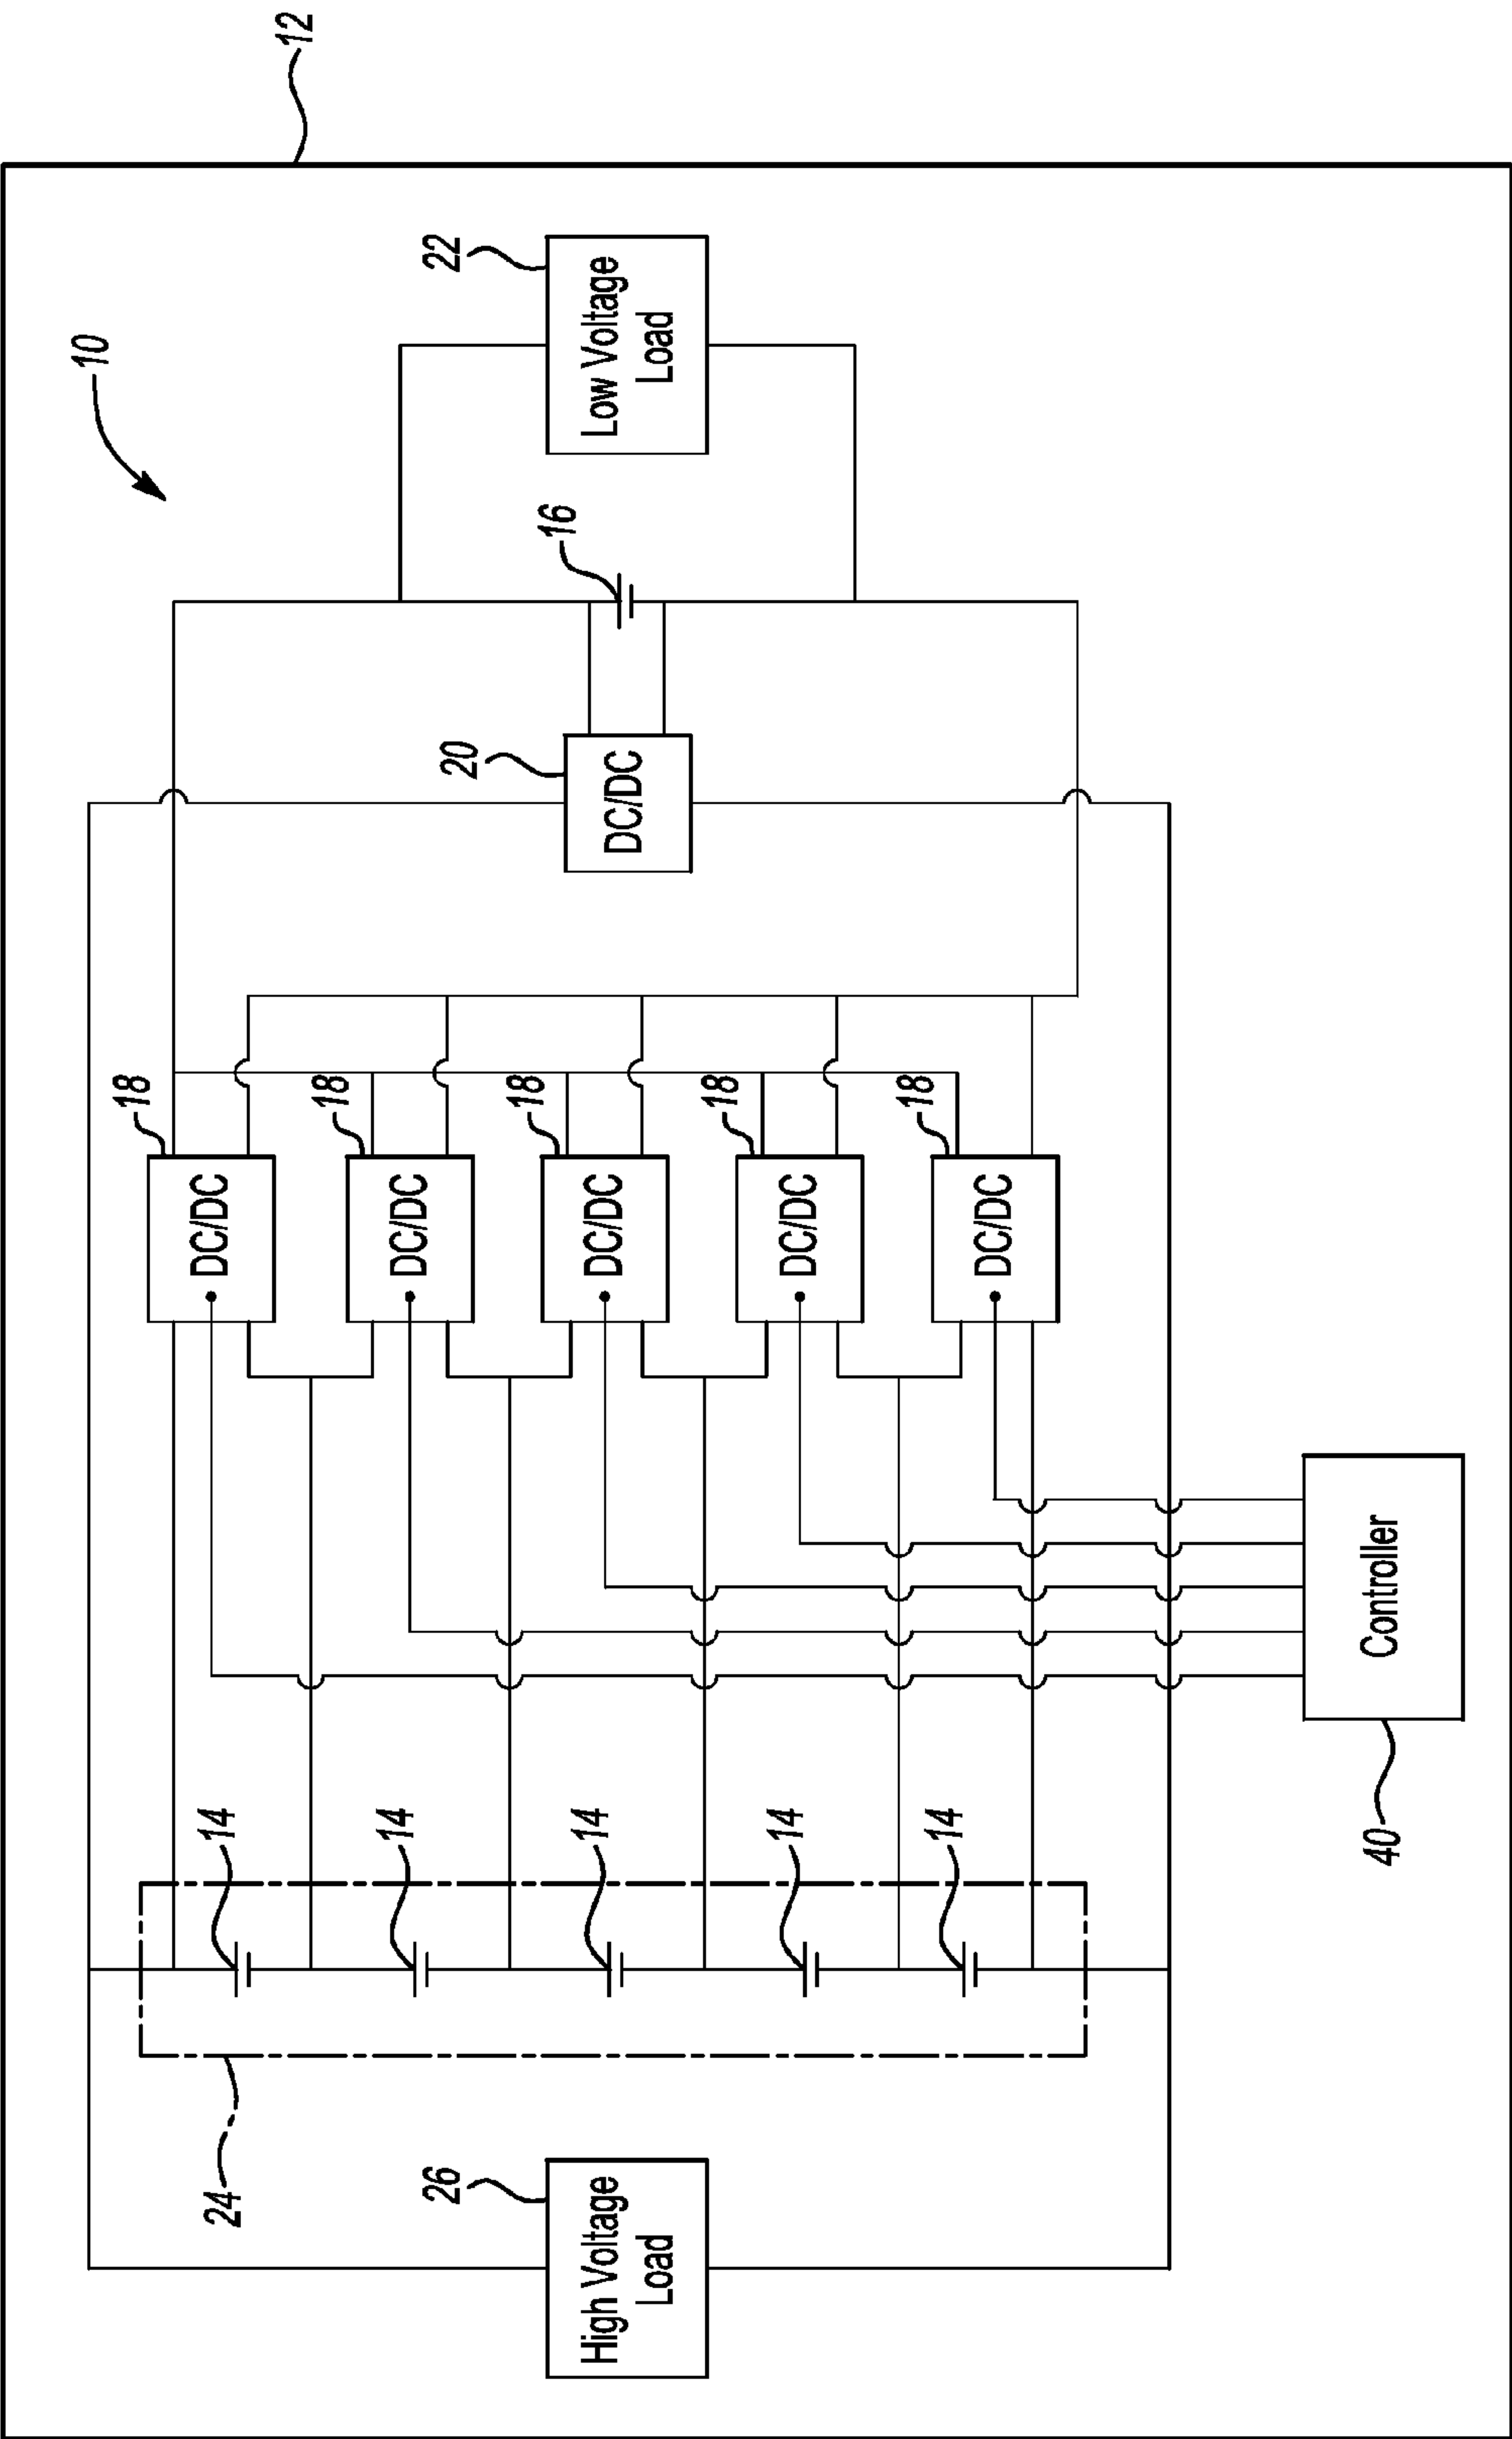 12
10
22
Low Voltage
Load
16
20
DC/DC
18
18
18
18
18
DC/DC
DC/DC
DC/DC
DC/DC
DC/DC
Controller
40
14
14
14
14
14
24
26
High Voltage
Load